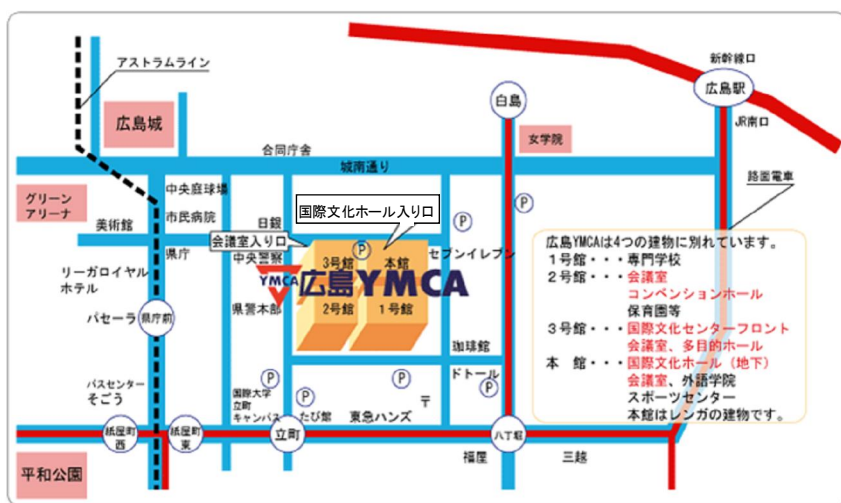 アストラムライン
広島城
合同庁舎
城南通り
白島
女学院
新幹線口
広島駅
JR南口
路面電車
グリーン
アリーナ
美術館
中央庭球場
市民病院
県庁
日銀
国際文化ホール入り口
会議室入り口
中央警察
P
P
P
セブンイレブン
3号館
本館
YMCA
広島YMCA
2号館
1号館
リーガロイヤル
ホテル
パセーラ
県庁前
県警本部
珈琲館
ドトール
バスセンター
そごう
国際大学
立町
キャンパス
たび館
P
P
P
P
東急ハンズ
〒
紙屋町
西
紙屋町
東
立町
八丁堀
福屋
三越
平和公園
広島YMCAは4つの建物に別れています。
1号館・・・専門学校
2号館・・・会議室
コンベンションホール
保育園等
3号館・・・国際文化センターフロント
会議室、多目的ホール
本 館・・・国際文化ホール（地下）
会議室、外語学院
スポーツセンター
本館はレンガの建物です。